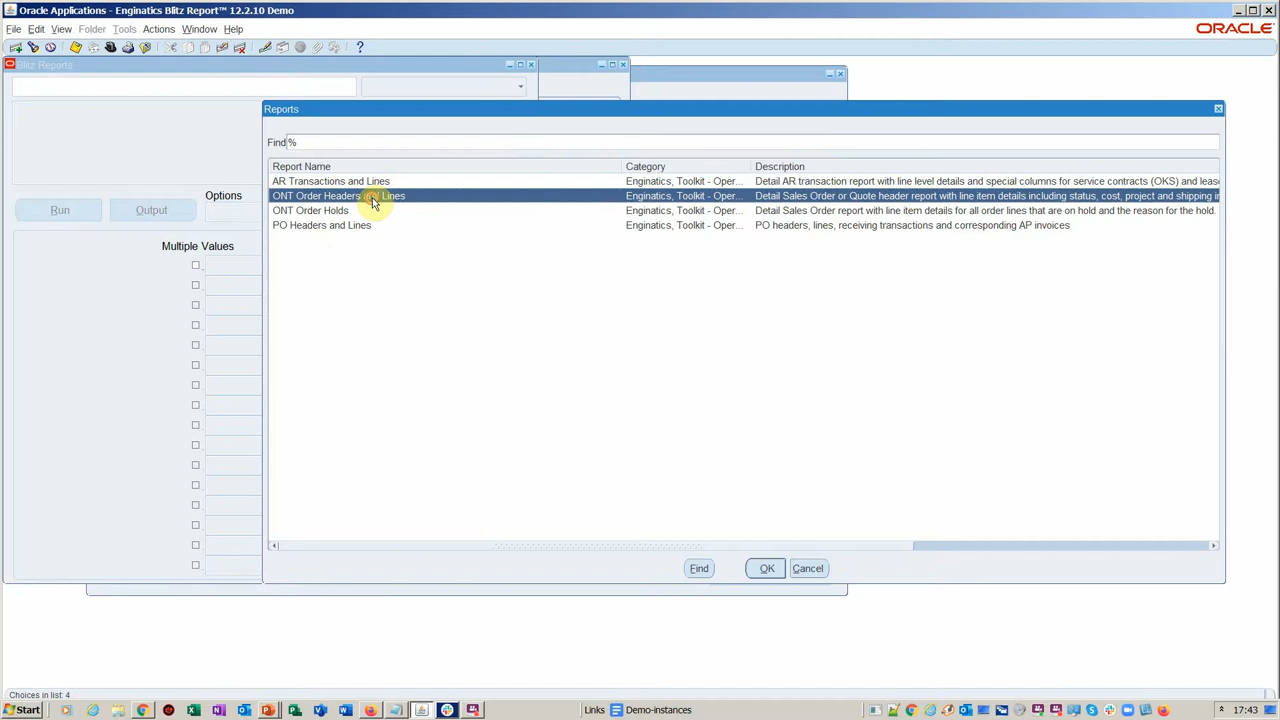 Oracle Applications - Enginatics Blitz Report™ 12.2.10 Demo
File Edit View Folder Tools Actions Window Help
ORACLE
Blitz Reports
Reports
Find %
Report Name Category Description
AR Transactions and Lines Enginatics, Toolkit - Oper... Detail AR transaction report with line level details and special columns for service contracts (OKS) and lease
ONT Order Headers and Lines Enginatics, Toolkit - Oper... Detail Sales Order or Quote header report with line item details including status, cost, project and shipping i
ONT Order Holds Enginatics, Toolkit - Oper... Detail Sales Order report with line item details for all order lines that are on hold and the reason for the hold.
PO Headers and Lines Enginatics, Toolkit - Oper... PO headers, lines, receiving transactions and corresponding AP invoices
Options
Run Output
Multiple Values
Find OK Cancel
Choices in list: 4
Start Links Demo-instances 17:43